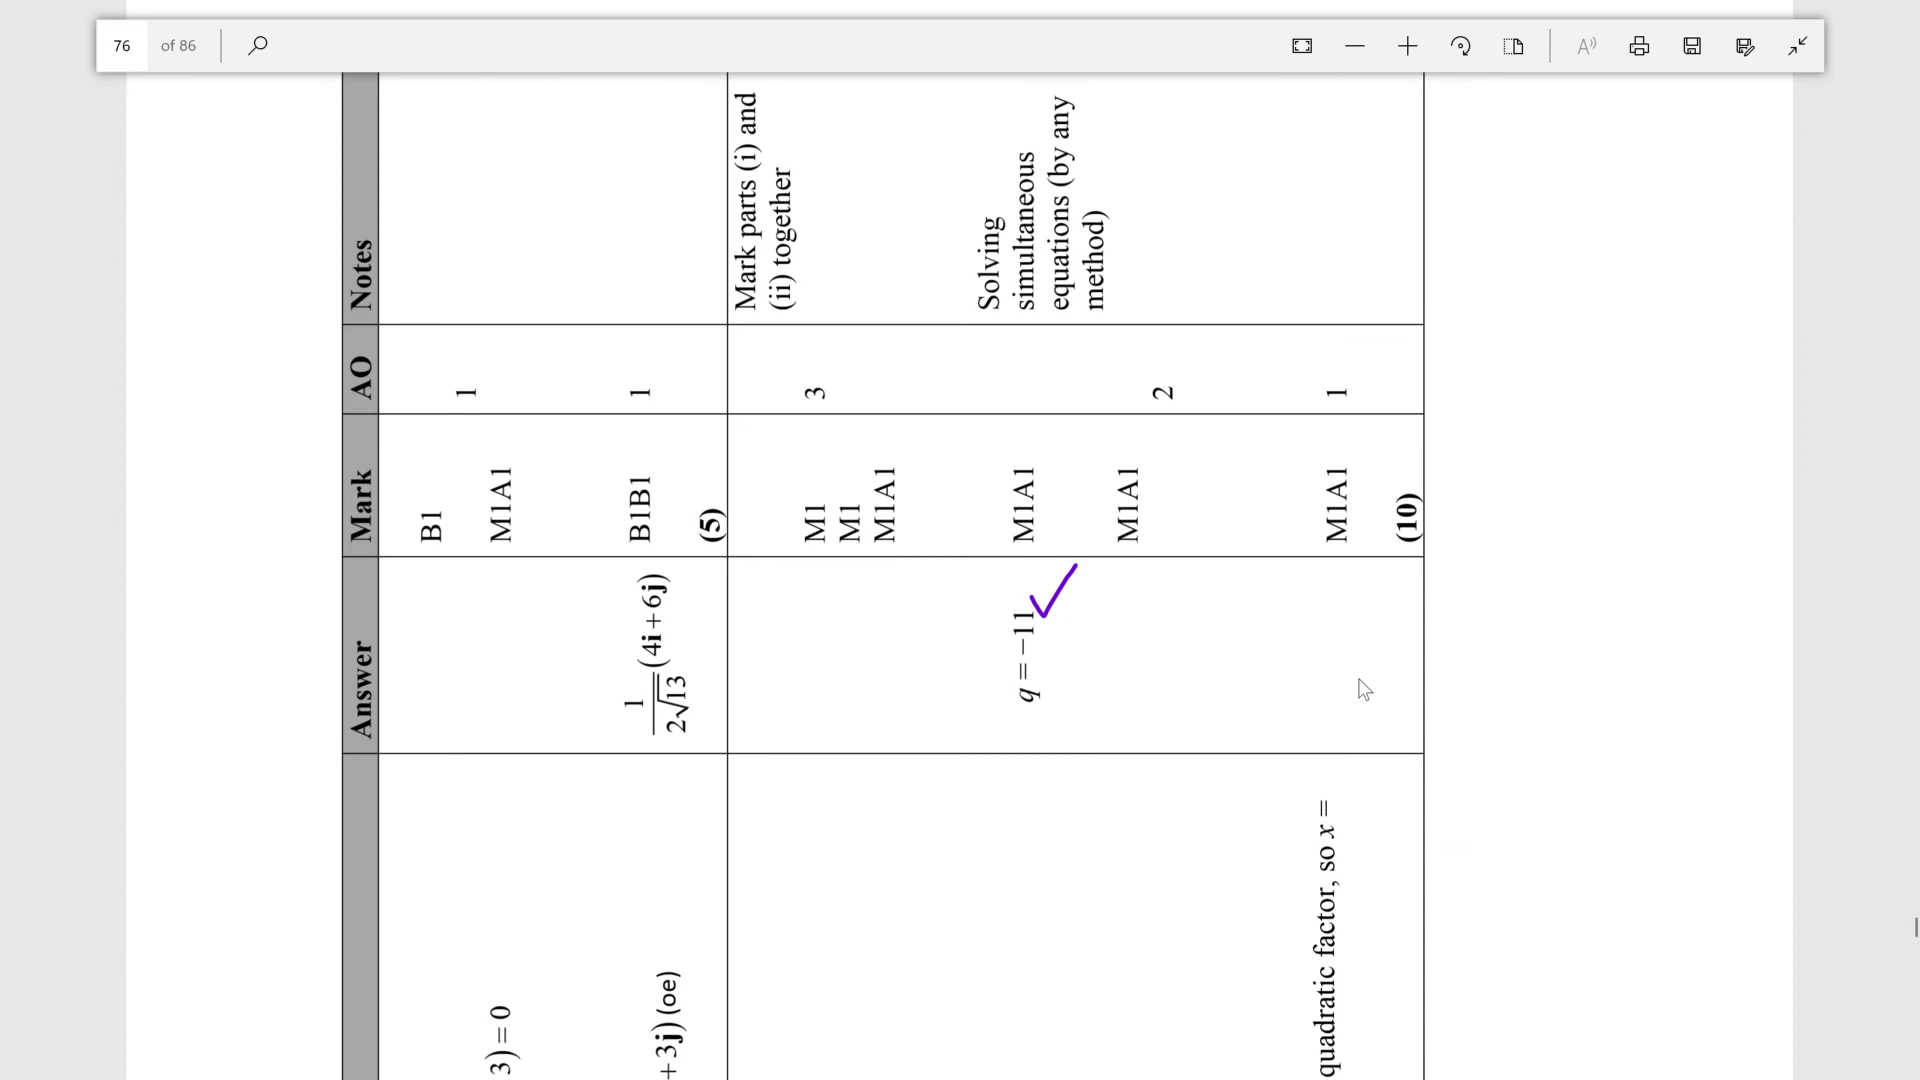 76 of 86
Answer Mark AO Notes
B1
3) = 0 M1A1 1
+ 3j) (oe) \frac{1}{2\sqrt{13}}(4i + 6j) B1B1 1
(5)
Mark parts (i) and
(ii) together
M1 3
M1
M1A1
Solving
q = −11 M1A1 simultaneous
equations (by any
method)
M1A1 2
quadratic factor, so x = M1A1 1
(10)